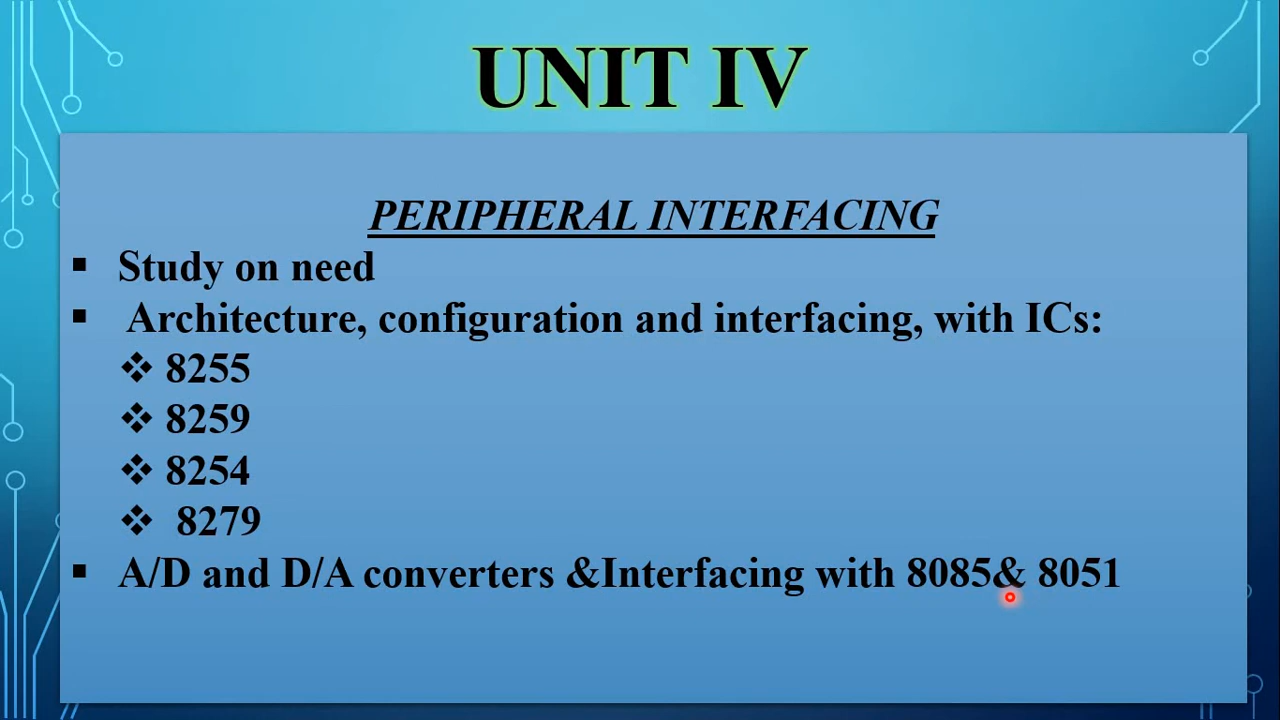 UNIT IV
PERIPHERAL INTERFACING
▪ Study on need
▪ Architecture, configuration and interfacing, with ICs:
❖ 8255
❖ 8259
❖ 8254
❖ 8279
▪ A/D and D/A converters &Interfacing with 8085& 8051